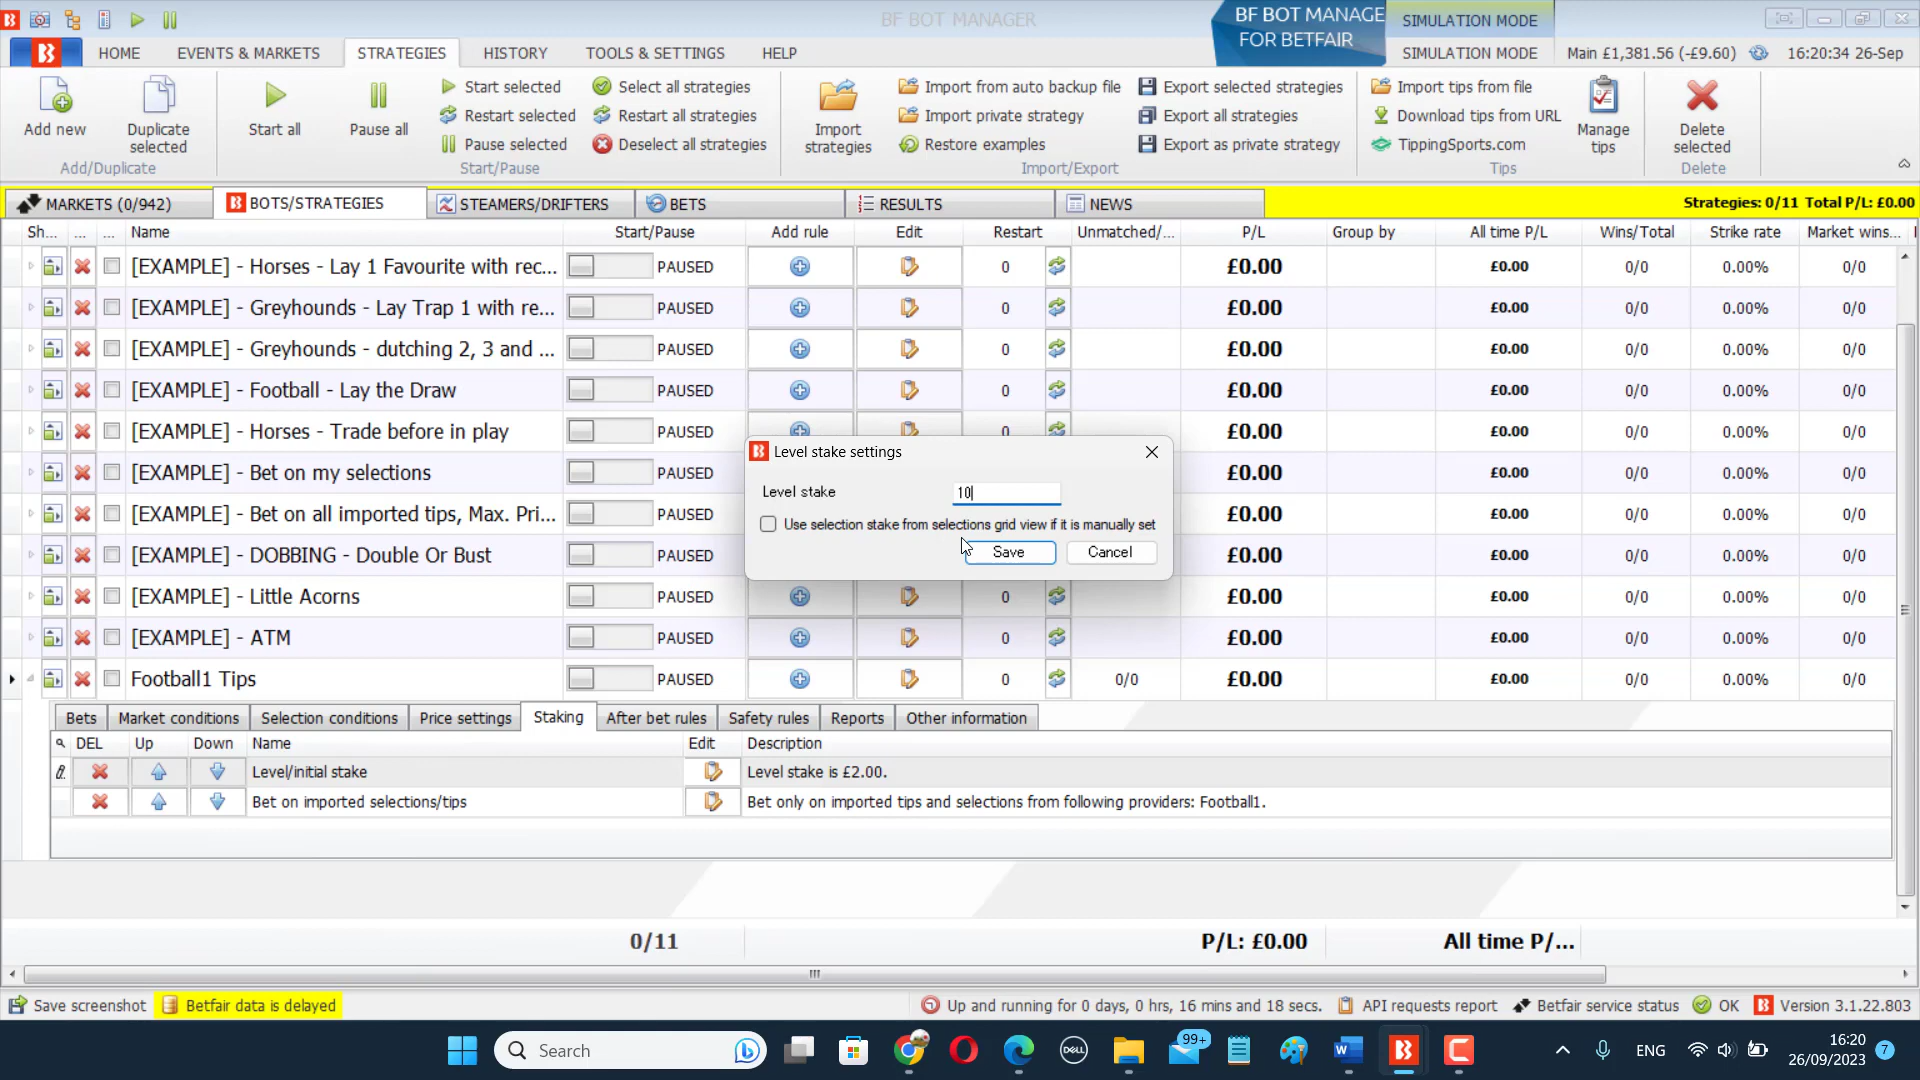 BF BOT MANAGER
BF BOT MANAGE
FOR BETFAIR
SIMULATION MODE
HOME
EVENTS & MARKETS
STRATEGIES
HISTORY
TOOLS & SETTINGS
HELP
SIMULATION MODE
Main £1,381.56 (-£9.60)
16:20:34 26-Sep
Add new
Duplicate selected
Add/Duplicate
Start all
Pause all
Start selected
Restart selected
Pause selected
Select all strategies
Restart all strategies
Deselect all strategies
Start/Pause
Import strategies
Import from auto backup file
Import private strategy
Restore examples
Export selected strategies
Export all strategies
Export as private strategy
Import/Export
Import tips from file
Download tips from URL
TippingSports.com
Manage tips
Tips
Delete selected
Delete
MARKETS (0/942)
BOTS/STRATEGIES
STEAMERS/DRIFTERS
BETS
RESULTS
NEWS
Strategies: 0/11 Total P/L: £0.00
Sh... ... ... Name Start/Pause Add rule Edit Restart Unmatched/... P/L Group by All time P/L Wins/Total Strike rate Market wins...
[EXAMPLE] - Horses - Lay 1 Favourite with rec... PAUSED 0 £0.00 £0.00 0/0 0.00% 0/0
[EXAMPLE] - Greyhounds - Lay Trap 1 with re... PAUSED 0 £0.00 £0.00 0/0 0.00% 0/0
[EXAMPLE] - Greyhounds - dutching 2, 3 and ... PAUSED 0 £0.00 £0.00 0/0 0.00% 0/0
[EXAMPLE] - Football - Lay the Draw PAUSED 0 £0.00 £0.00 0/0 0.00% 0/0
[EXAMPLE] - Horses - Trade before in play PAUSED 0 £0.00 £0.00 0/0 0.00% 0/0
[EXAMPLE] - Bet on my selections PAUSED £0.00 £0.00 0/0 0.00% 0/0
[EXAMPLE] - Bet on all imported tips, Max. Pri... PAUSED £0.00 £0.00 0/0 0.00% 0/0
[EXAMPLE] - DOBBING - Double Or Bust PAUSED £0.00 £0.00 0/0 0.00% 0/0
[EXAMPLE] - Little Acorns PAUSED 0 £0.00 £0.00 0/0 0.00% 0/0
[EXAMPLE] - ATM PAUSED 0 £0.00 £0.00 0/0 0.00% 0/0
Football1 Tips PAUSED 0 0/0 £0.00 £0.00 0/0 0.00% 0/0
Level stake settings
Level stake 10
Use selection stake from selections grid view if it is manually set
Save Cancel
Bets Market conditions Selection conditions Price settings Staking After bet rules Safety rules Reports Other information
DEL Up Down Name Edit Description
Level/initial stake Level stake is £2.00.
Bet on imported selections/tips Bet only on imported tips and selections from following providers: Football1.
0/11 P/L: £0.00 All time P/...
Save screenshot Betfair data is delayed Up and running for 0 days, 0 hrs, 16 mins and 18 secs. API requests report Betfair service status OK Version 3.1.22.803
Search
DELL
99+
ENG
16:20
26/09/2023
7